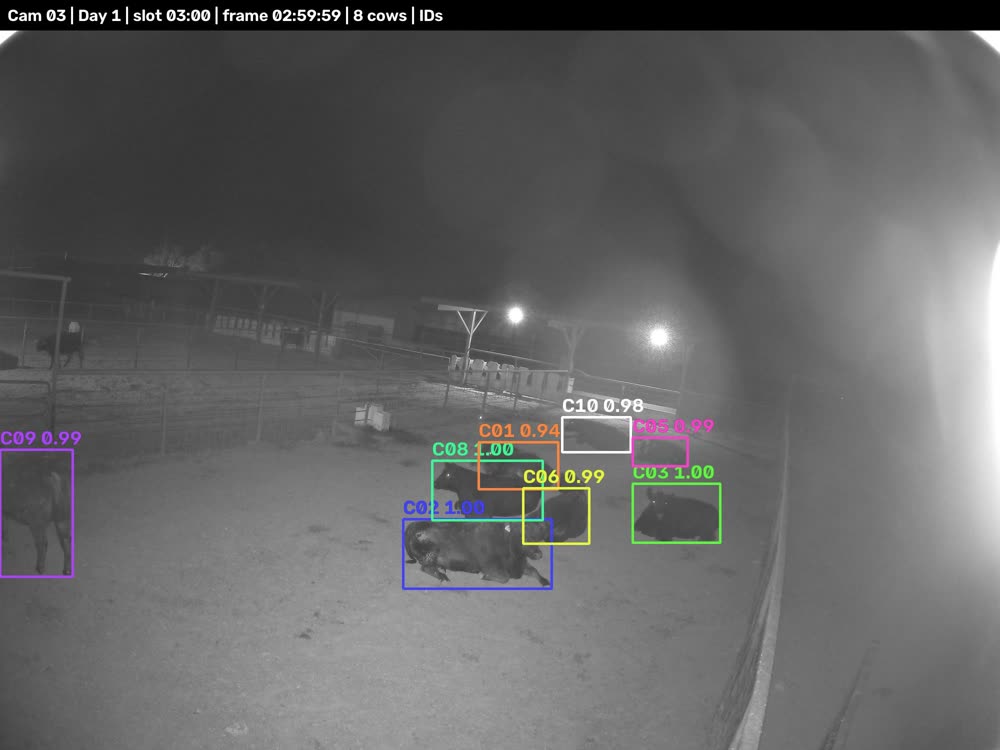 Cam 03 | Day 1 | slot 03:00 | frame 02:59:59 | 8 cows | IDs
C10 0.98
C05 0.99
C01 0.94
C09 0.99
C08 1.00
C06 0.99
C03 1.00
C02 1.00